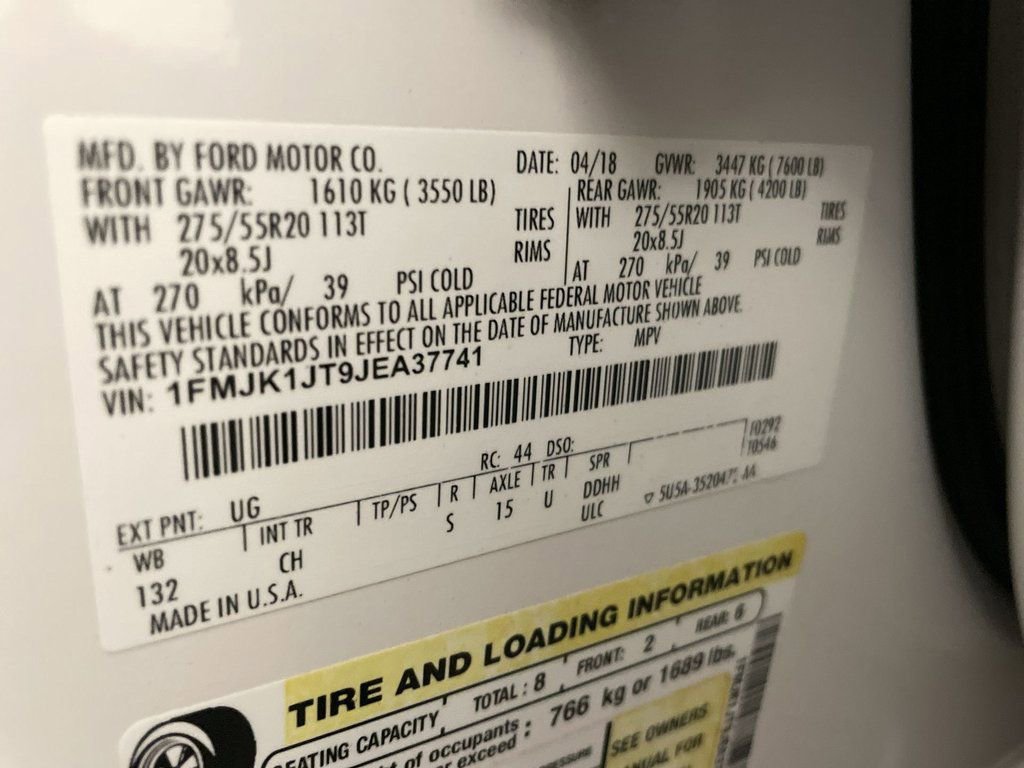 MFD. BY FORD MOTOR CO. DATE: 04/18 GVWR: 3447 KG ( 7600 LB)
FRONT GAWR: 1610 KG ( 3550 LB) REAR GAWR: 1905 KG ( 4200 LB)
WITH 275/55R20 113T TIRES WITH 275/55R20 113T TIRES
20x8.5J RIMS 20x8.5J RIMS
AT 270 kPa/ 39 PSI COLD AT 270 kPa/ 39 PSI COLD
THIS VEHICLE CONFORMS TO ALL APPLICABLE FEDERAL MOTOR VEHICLE
SAFETY STANDARDS IN EFFECT ON THE DATE OF MANUFACTURE SHOWN ABOVE.
VIN: 1FMJK1JT9JEA37741 TYPE: MPV
F0292
T0546
EXT PNT: UG RC: 44 DSO:
WB INT TR TP/PS R AXLE TR SPR
132 CH S 15 U DDHH
ULC
MADE IN U.S.A.
TIRE AND LOADING INFORMATION
SEATING CAPACITY TOTAL : 8 FRONT: 2 REAR: 6
of occupants
exceed : 766 kg or 1689 lbs.
SEE OWNERS
MANUAL FOR